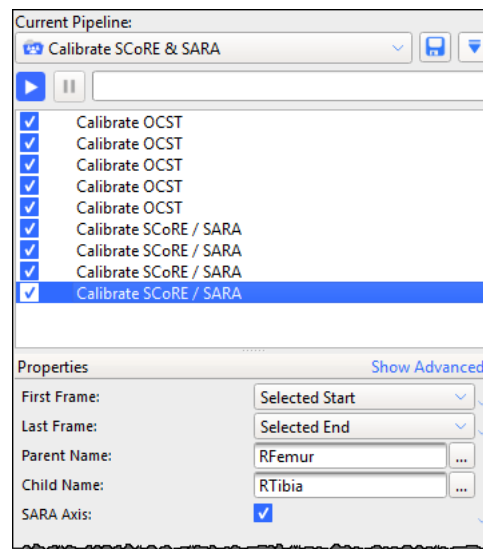 Current Pipeline:
Calibrate SCoRE & SARA
Calibrate OCST
Calibrate OCST
Calibrate OCST
Calibrate OCST
Calibrate OCST
Calibrate SCoRE / SARA
Calibrate SCoRE / SARA
Calibrate SCoRE / SARA
Calibrate SCoRE / SARA
Properties Show Advanced
First Frame: Selected Start
Last Frame: Selected End
Parent Name: RFemur ...
Child Name: RTibia ...
SARA Axis: